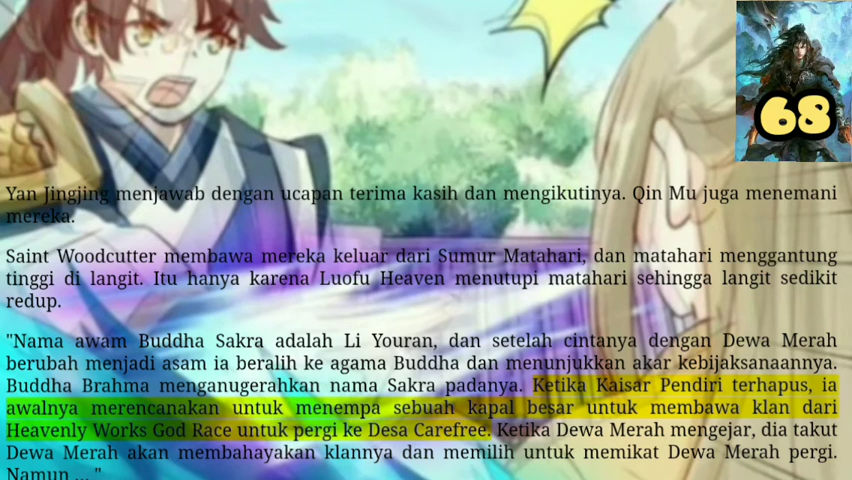 68
Yan Jingjing menjawab dengan ucapan terima kasih dan mengikutinya. Qin Mu juga menemani
mereka.
Saint Woodcutter membawa mereka keluar dari Sumur Matahari, dan matahari menggantung
tinggi di langit. Itu hanya karena Luofu Heaven menutupi matahari sehingga langit sedikit
redup.
"Nama awam Buddha Sakra adalah Li Youran, dan setelah cintanya dengan Dewa Merah
berubah menjadi asam ia beralih ke agama Buddha dan menunjukkan akar kebijaksanaannya.
Buddha Brahma menganugerahkan nama Sakra padanya. Ketika Kaisar Pendiri terhapus, ia
awalnya merencanakan untuk menempa sebuah kapal besar untuk membawa klan dari
Heavenly Works God Race untuk pergi ke Desa Carefree. Ketika Dewa Merah mengejar, dia takut
Dewa Merah akan membahayakan klannya dan memilih untuk memikat Dewa Merah pergi.
Namun ... "